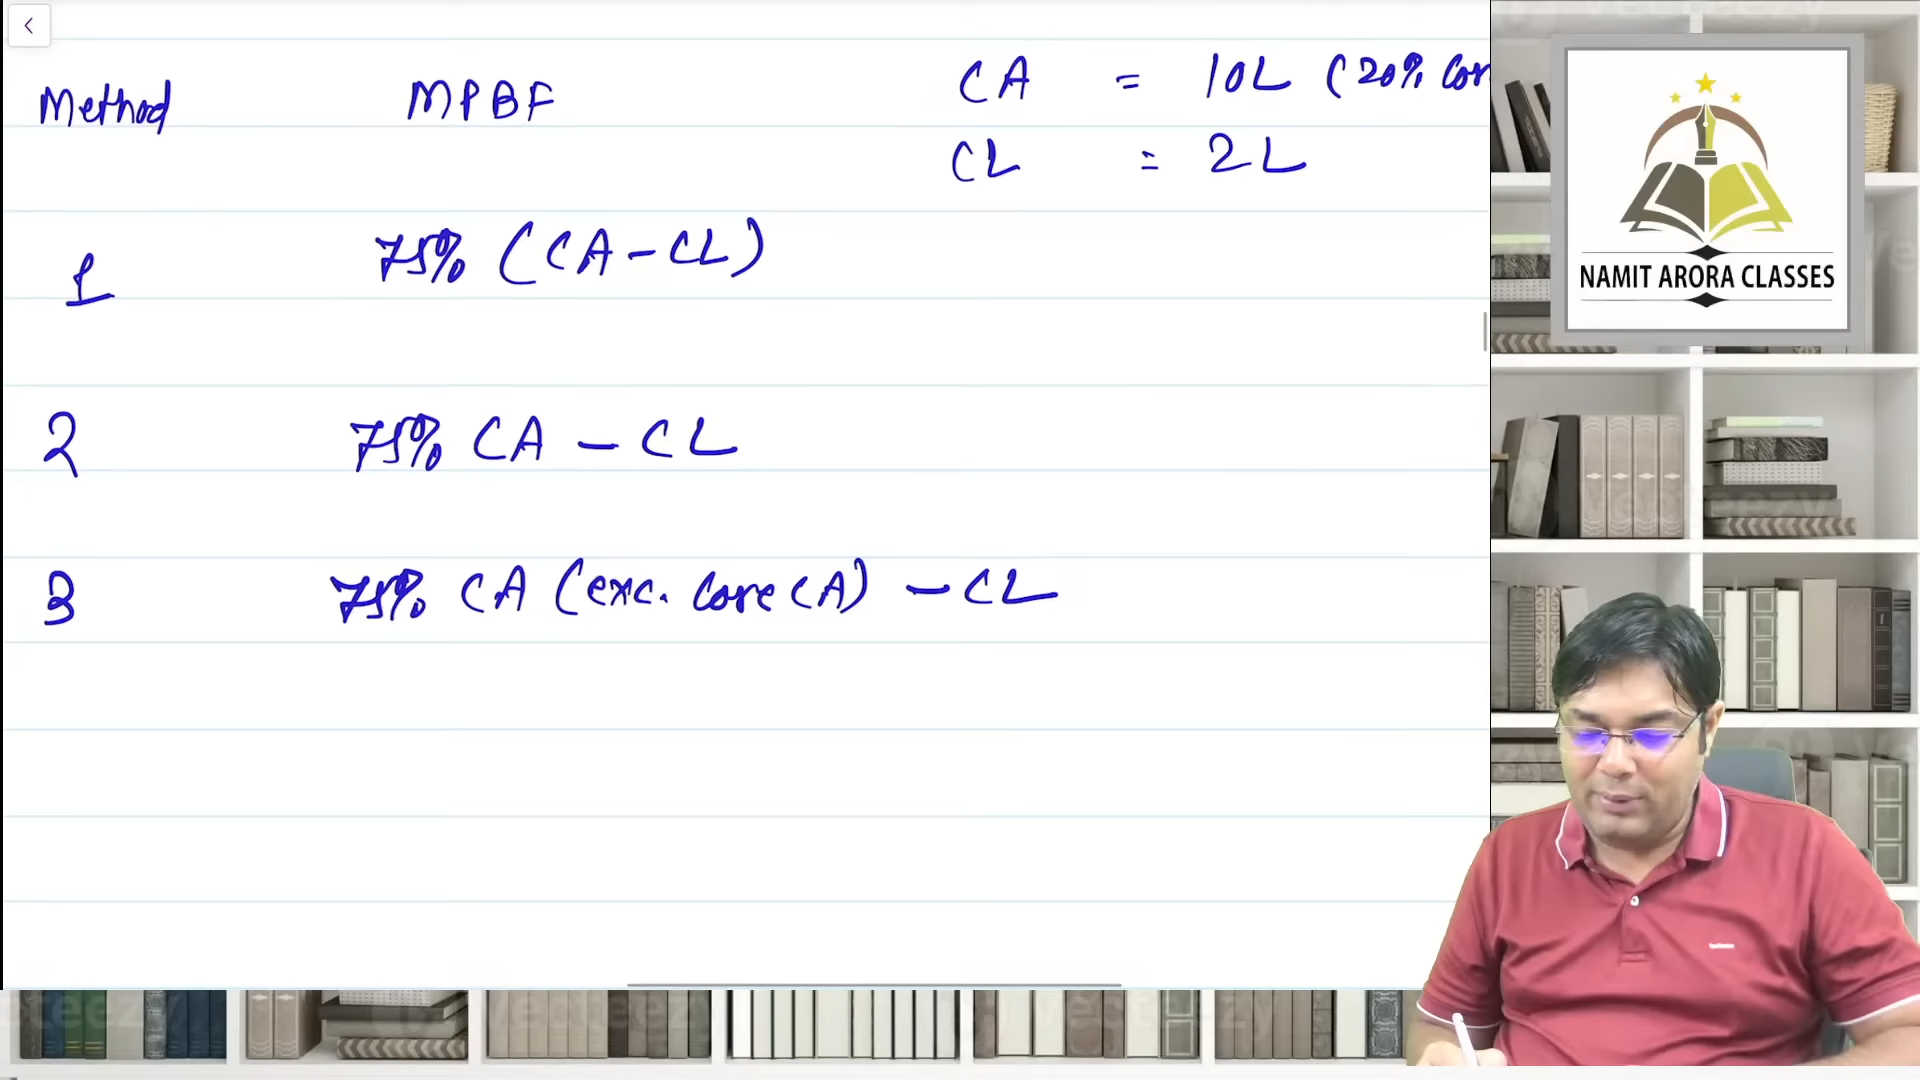 Method MPBF CA = 10L (20% Cor
CL = 2L
1 75% (CA - CL)
2 75% CA - CL
3 75% CA (exc. Core CA) - CL
NAMIT ARORA CLASSES